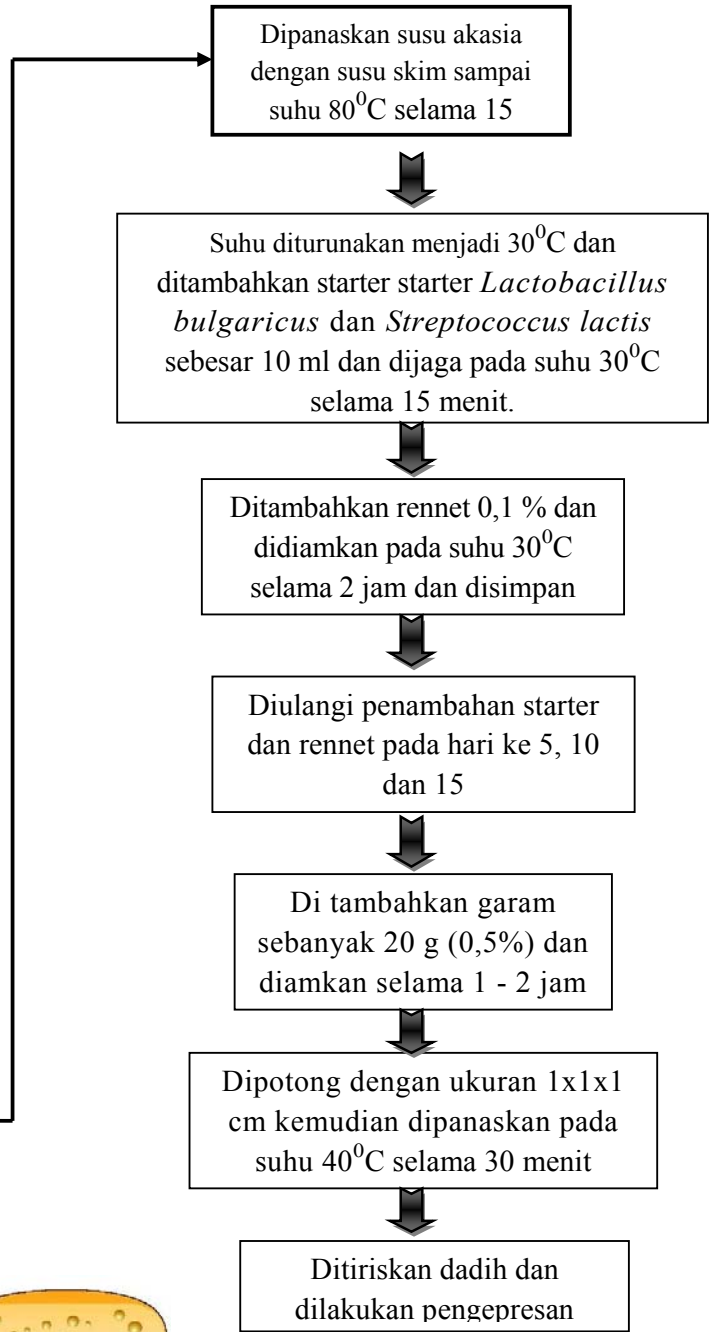 Dipanaskan susu akasia
dengan susu skim sampai
suhu 80⁰C selama 15
Suhu diturunakan menjadi 30⁰C dan
ditambahkan starter starter Lactobacillus
bulgaricus dan Streptococcus lactis
sebesar 10 ml dan dijaga pada suhu 30⁰C
selama 15 menit.
Ditambahkan rennet 0,1 % dan
didiamkan pada suhu 30⁰C
selama 2 jam dan disimpan
Diulangi penambahan starter
dan rennet pada hari ke 5, 10
dan 15
Di tambahkan garam
sebanyak 20 g (0,5%) dan
diamkan selama 1 - 2 jam
Dipotong dengan ukuran 1x1x1
cm kemudian dipanaskan pada
suhu 40⁰C selama 30 menit
Ditiriskan dadih dan
dilakukan pengepresan